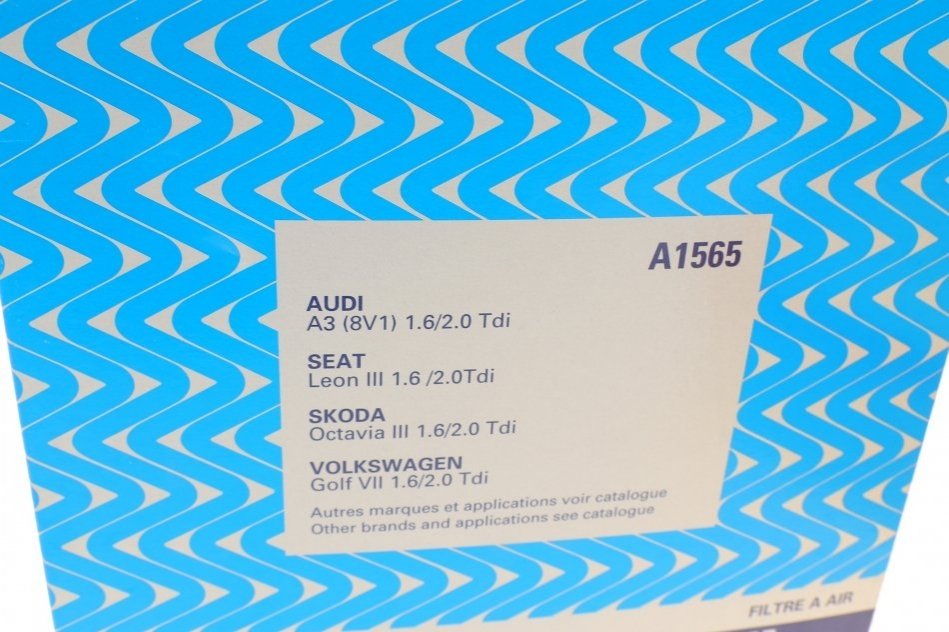 A1565
AUDI
A3 (8V1) 1.6/2.0 Tdi
SEAT
Leon III 1.6 /2.0Tdi
SKODA
Octavia III 1.6/2.0 Tdi
VOLKSWAGEN
Golf VII 1.6/2.0 Tdi
Autres marques et applications voir catalogue
Other brands and applications see catalogue
FILTRE A AIR